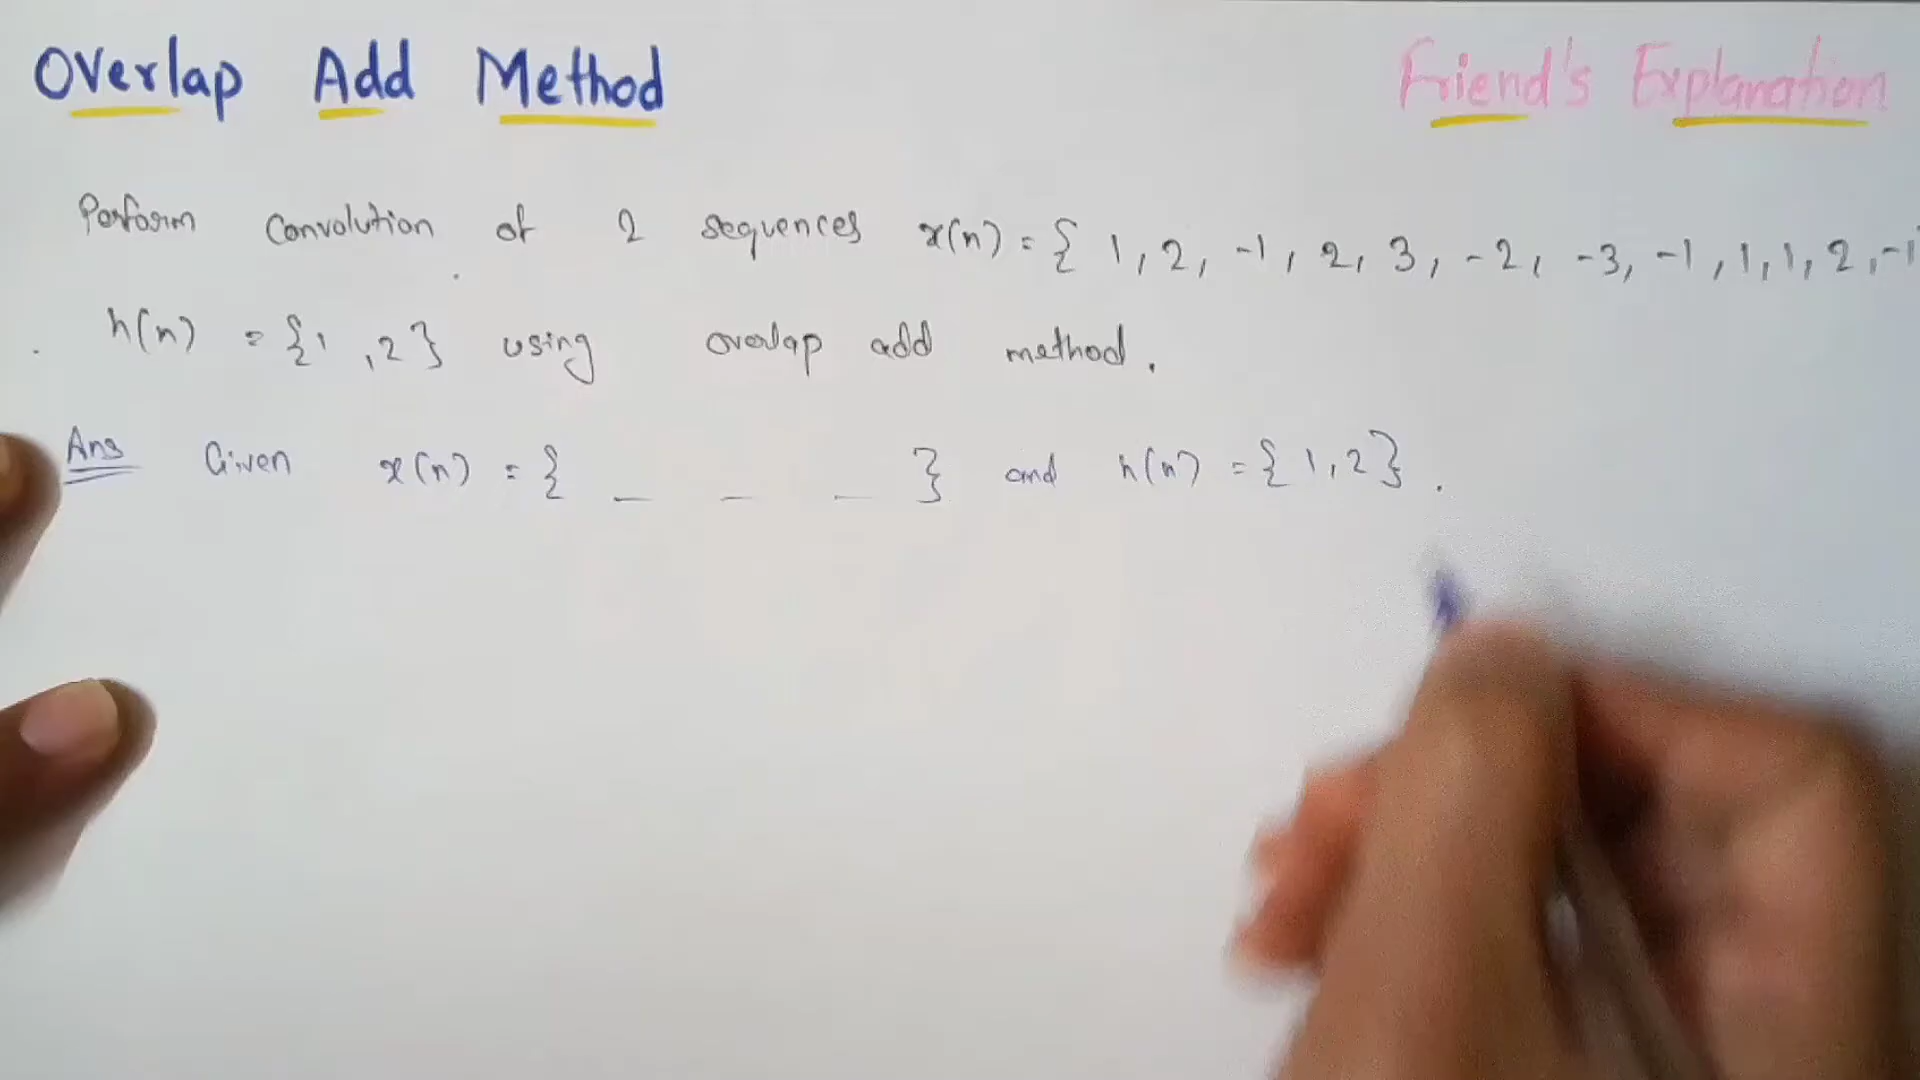 Overlap Add Method
Friend's Explanation
Perform convolution of 2 sequences x(n) = { 1, 2, -1, 2, 3, -2, -3, -1, 1, 1, 2, -1
h(n) = {1, 2} using overlap add method.
Ans Given x(n) = { _ _ _ } and h(n) = {1, 2}.